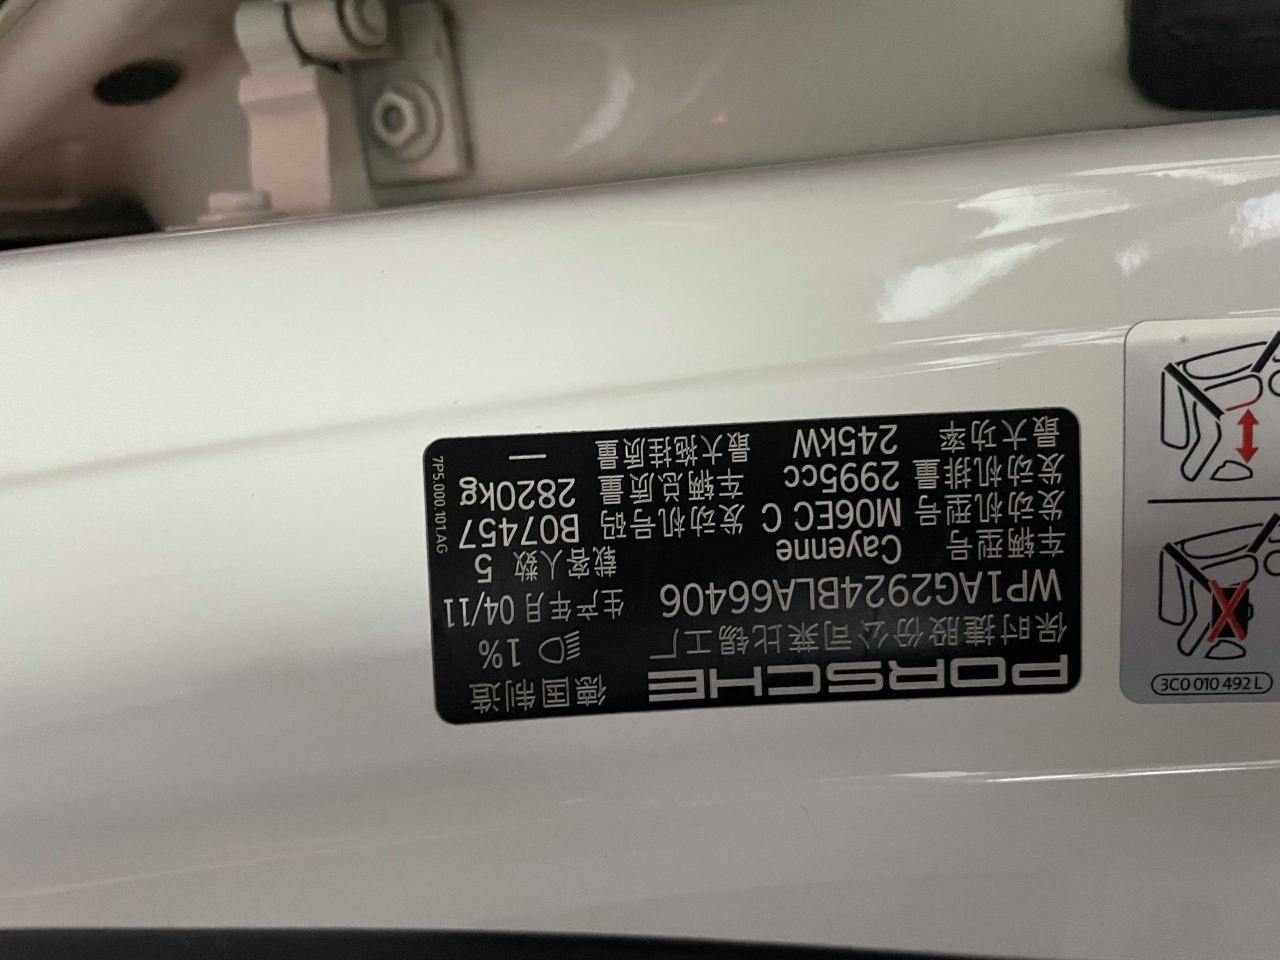 PORSCHE 德国制造
保时捷股份公司莱比锡工厂 1%
WP1AG2924BLA66406 生产年月 04/11
车辆型号 Cayenne 载客人数 5
发动机型号 M06EC C 发动机号码 B07457
发动机排量 2995cc 车辆总质量 2820kg
最大功率 245kW 最大拖挂质量 —
7P5.000.101.AG
3C0 010 492 L